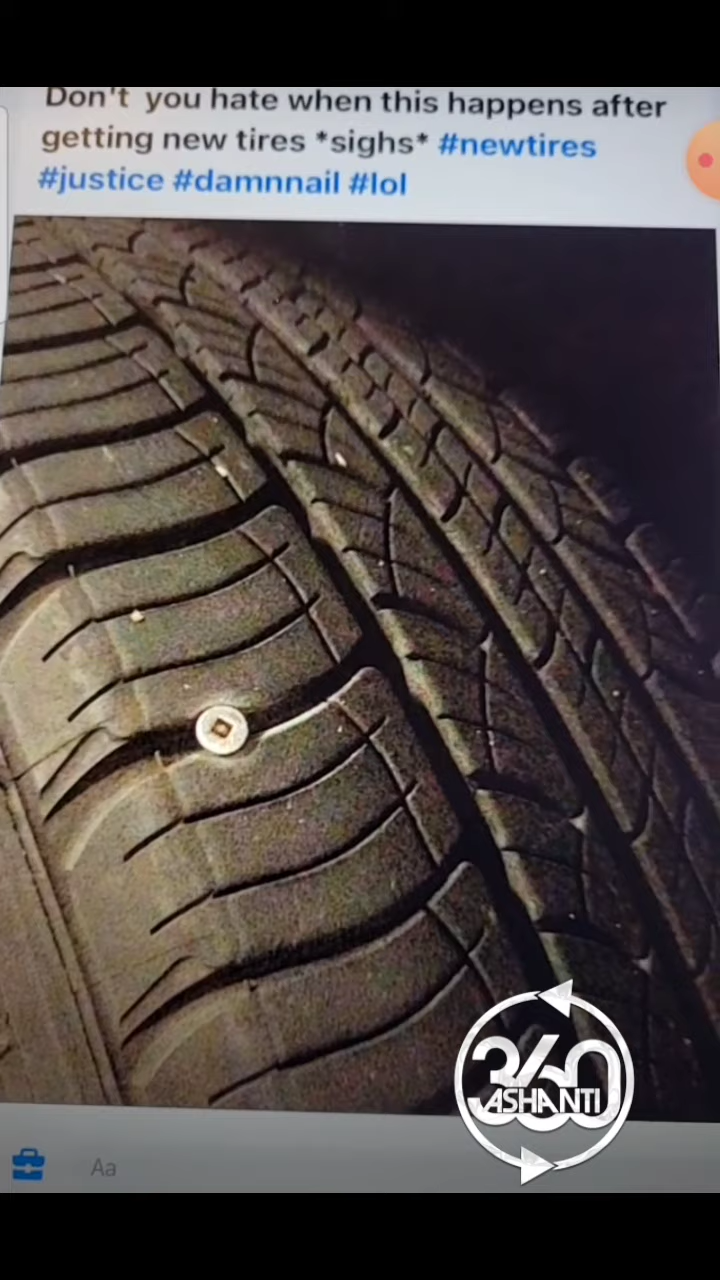 Don't you hate when this happens after
getting new tires *sighs* #newtires
#justice #damnnail #lol
360
ASHANTI
Aa